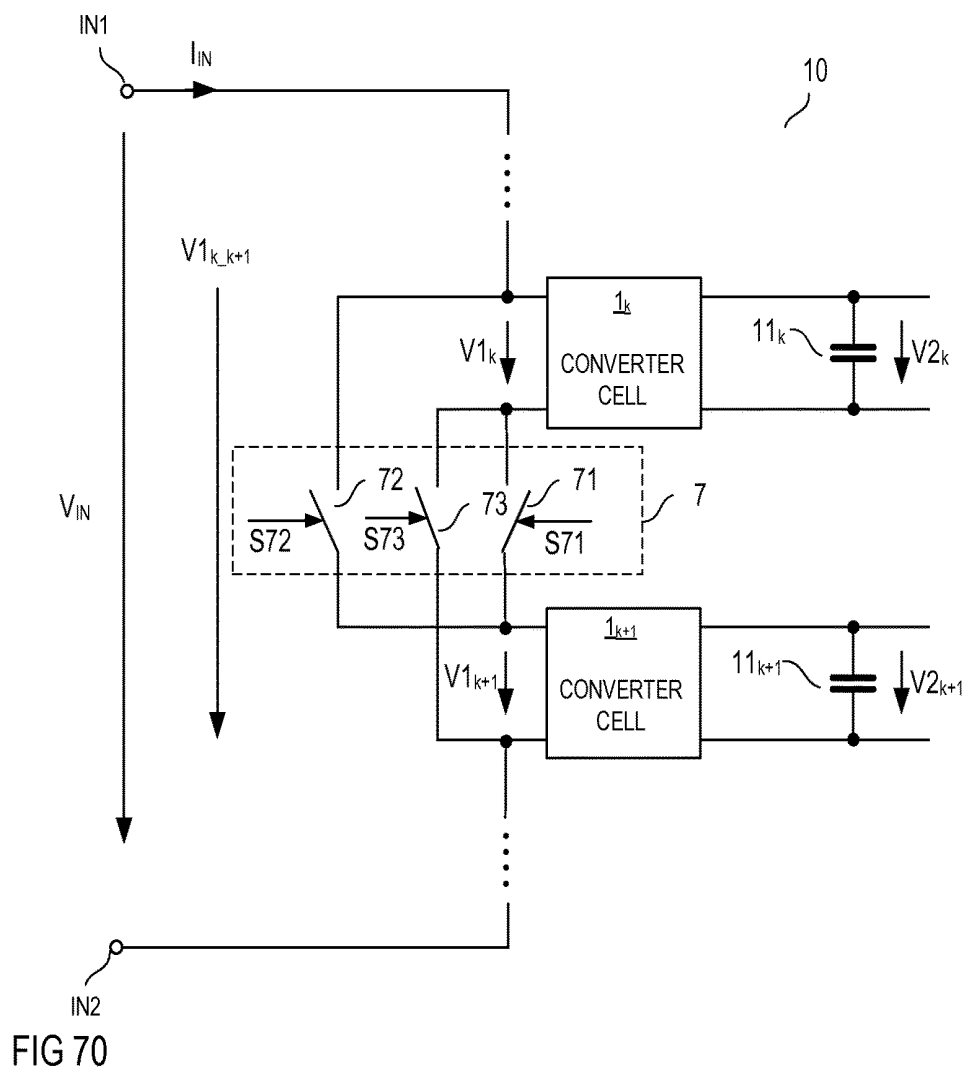 IN1
I_IN
10
V1_k_k+1
1_k
CONVERTER
CELL
V1_k
11_k
V2_k
V_IN
72
73
71
7
S72
S73
S71
1_k+1
CONVERTER
CELL
V1_k+1
11_k+1
V2_k+1
IN2
FIG 70